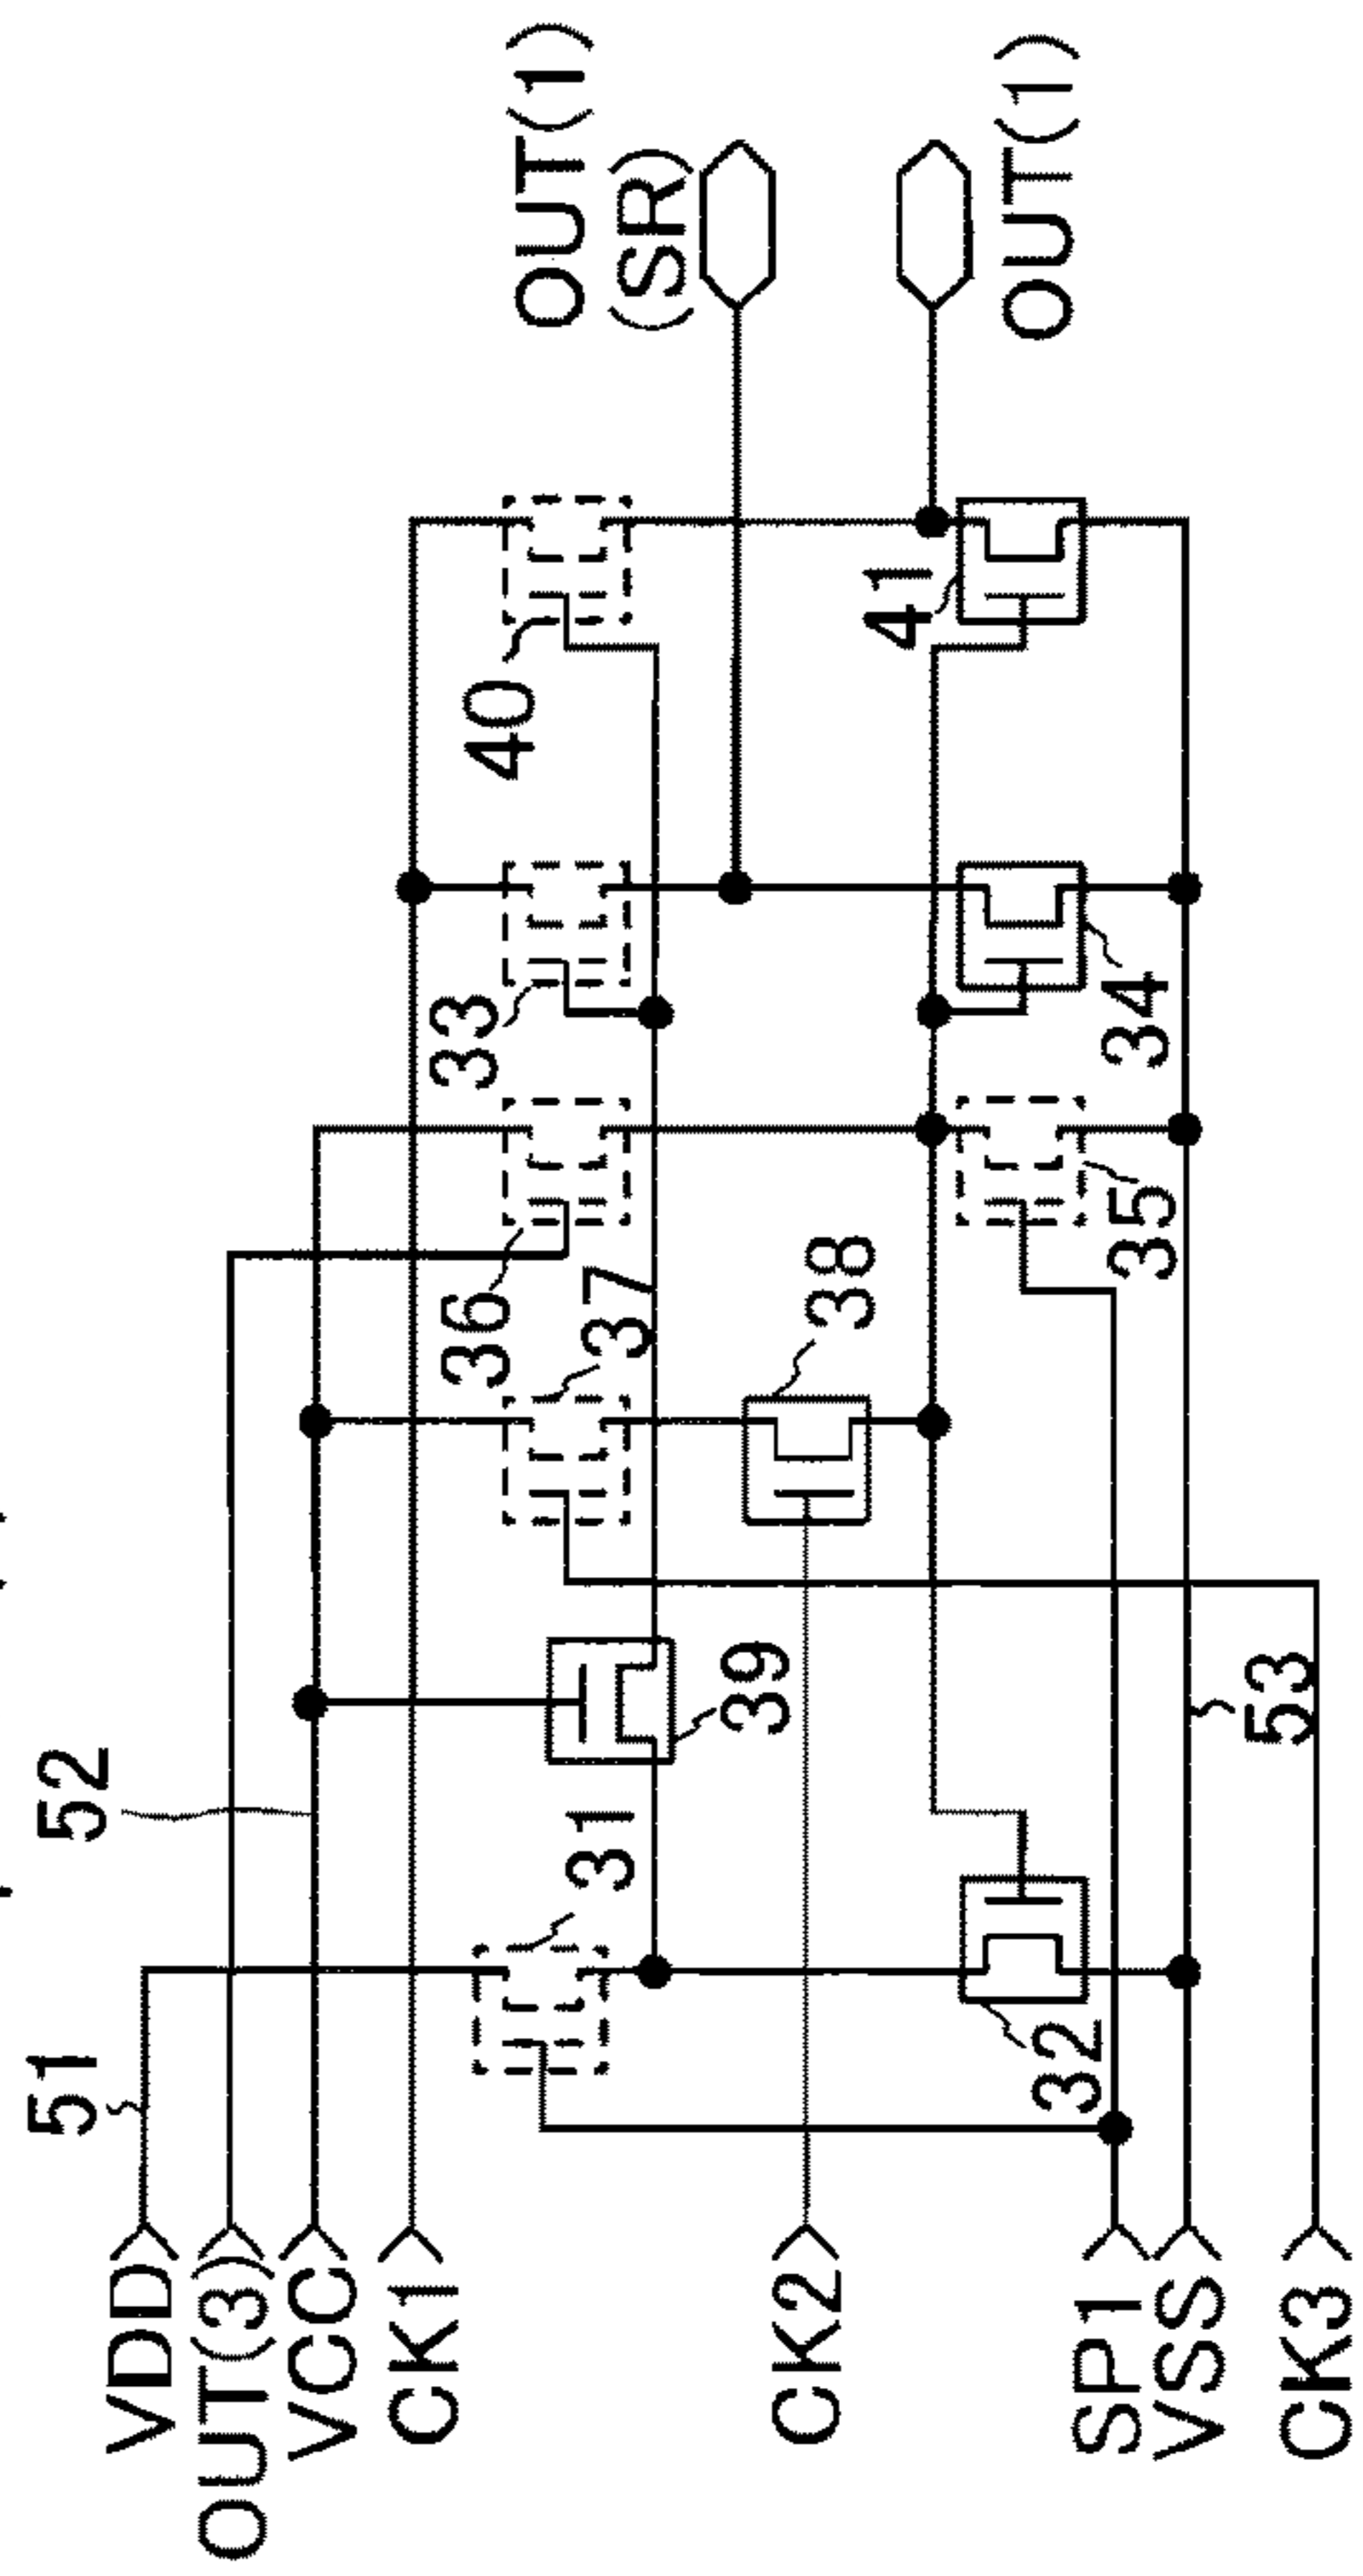 51
52
VDD
OUT(3)
VCC
CK1
CK2
SP1
VSS
CK3
31
32
39
53
37
38
36
35
33
34
40
41
OUT(1)
(SR)
OUT(1)